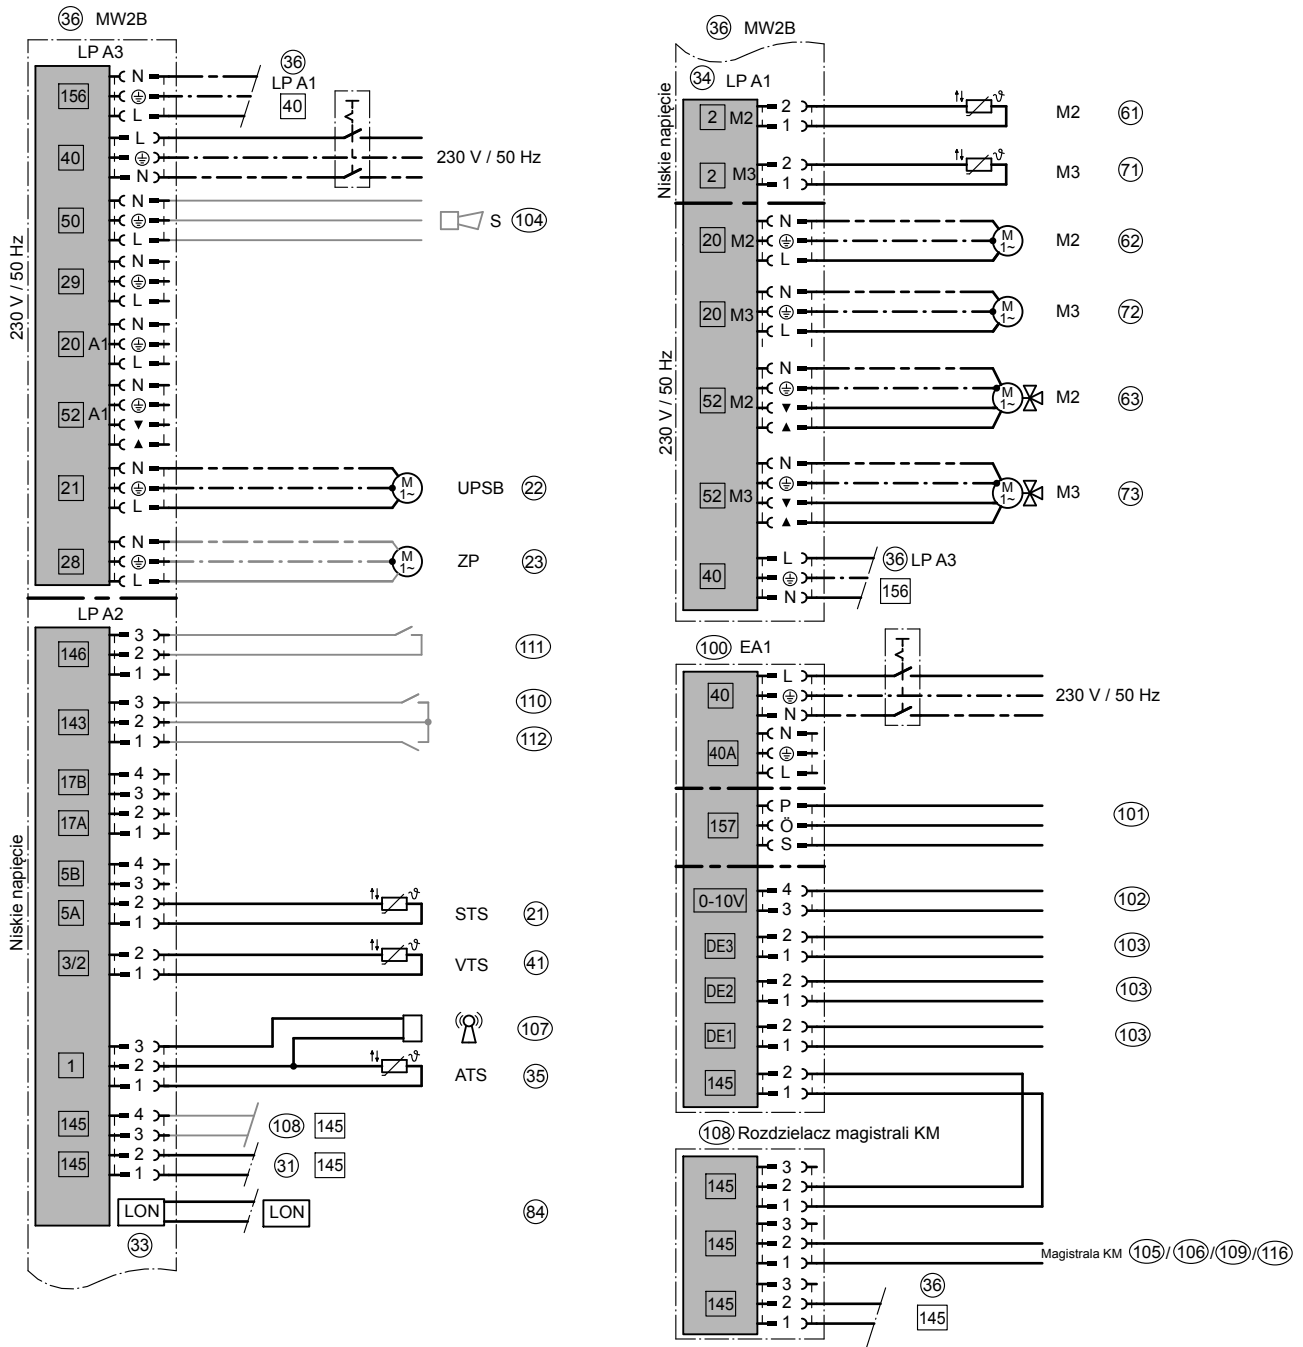 36 MW2B
LP A3
230 V / 50 Hz
156 N
L
36
LP A1
40
40 L
N
230 V / 50 Hz
50 N
L
S 104
29 N
L
20 A1 N
L
52 A1 N
▼
▲
21 N
L
M
1~
UPSB 22
28 N
L
M
1~
ZP 23
LP A2
Niskie napięcie
146 3
2
1
111
143 3
2
1
110
112
17B 4
3
17A 2
1
5B 4
3
5A 2
1
ϑ
STS 21
3/2 2
1
ϑ
VTS 41
107
1 3
2
1
ϑ
ATS 35
145 4
3
108 145
145 2
1
31 145
LON LON 84
33
36 MW2B
34 LP A1
Niskie napięcie
2 M2 2
1
ϑ
M2 61
2 M3 2
1
ϑ
M3 71
230 V / 50 Hz
20 M2 N
L
M
1~
M2 62
20 M3 N
L
M
1~
M3 72
52 M2 N
▼
▲
M
1~
M2 63
52 M3 N
▼
▲
M
1~
M3 73
40 L
N
36 LP A3
156
100 EA1
40 L
N
230 V / 50 Hz
40A N
L
157 P
Ö
S
101
0-10V 4
3
102
DE3 2
1
103
DE2 2
1
103
DE1 2
1
103
145 2
1
108 Rozdzielacz magistrali KM
145 3
2
1
145 3
2
1
Magistrala KM 105/106/109/116
145 3
2
1
36
145